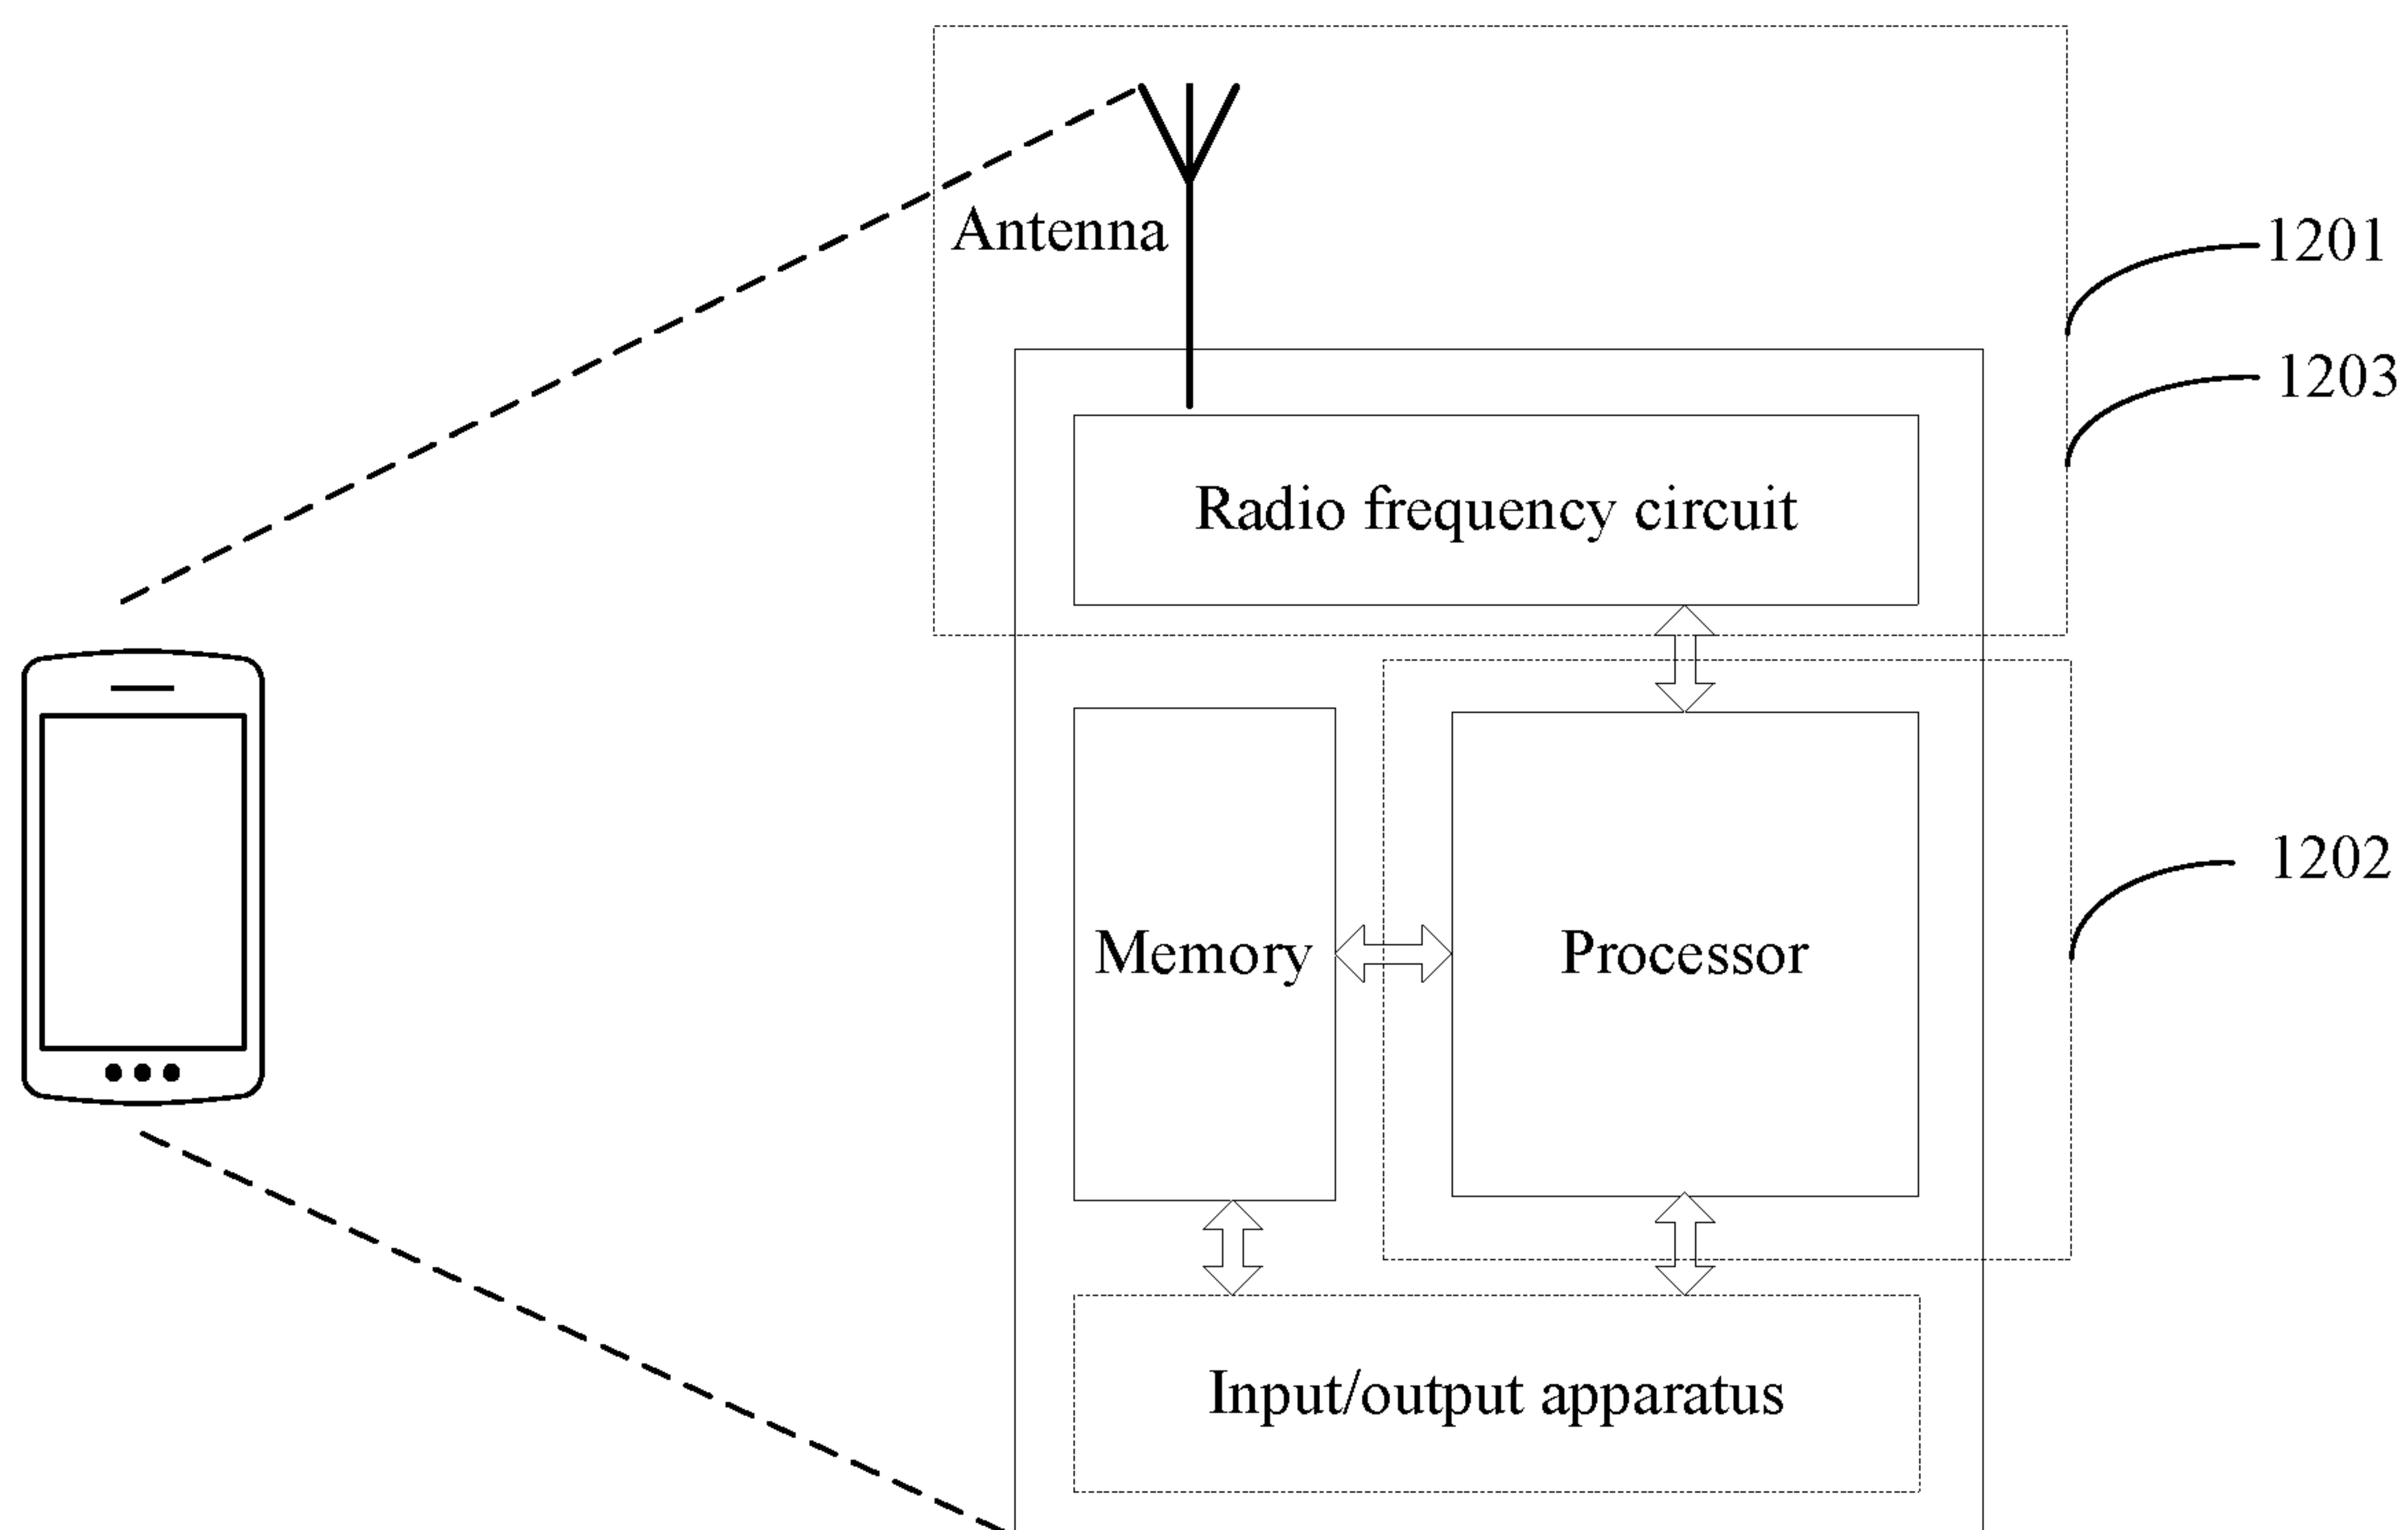 Antenna
1201
1203
Radio frequency circuit
1202
Memory
Processor
Input/output apparatus